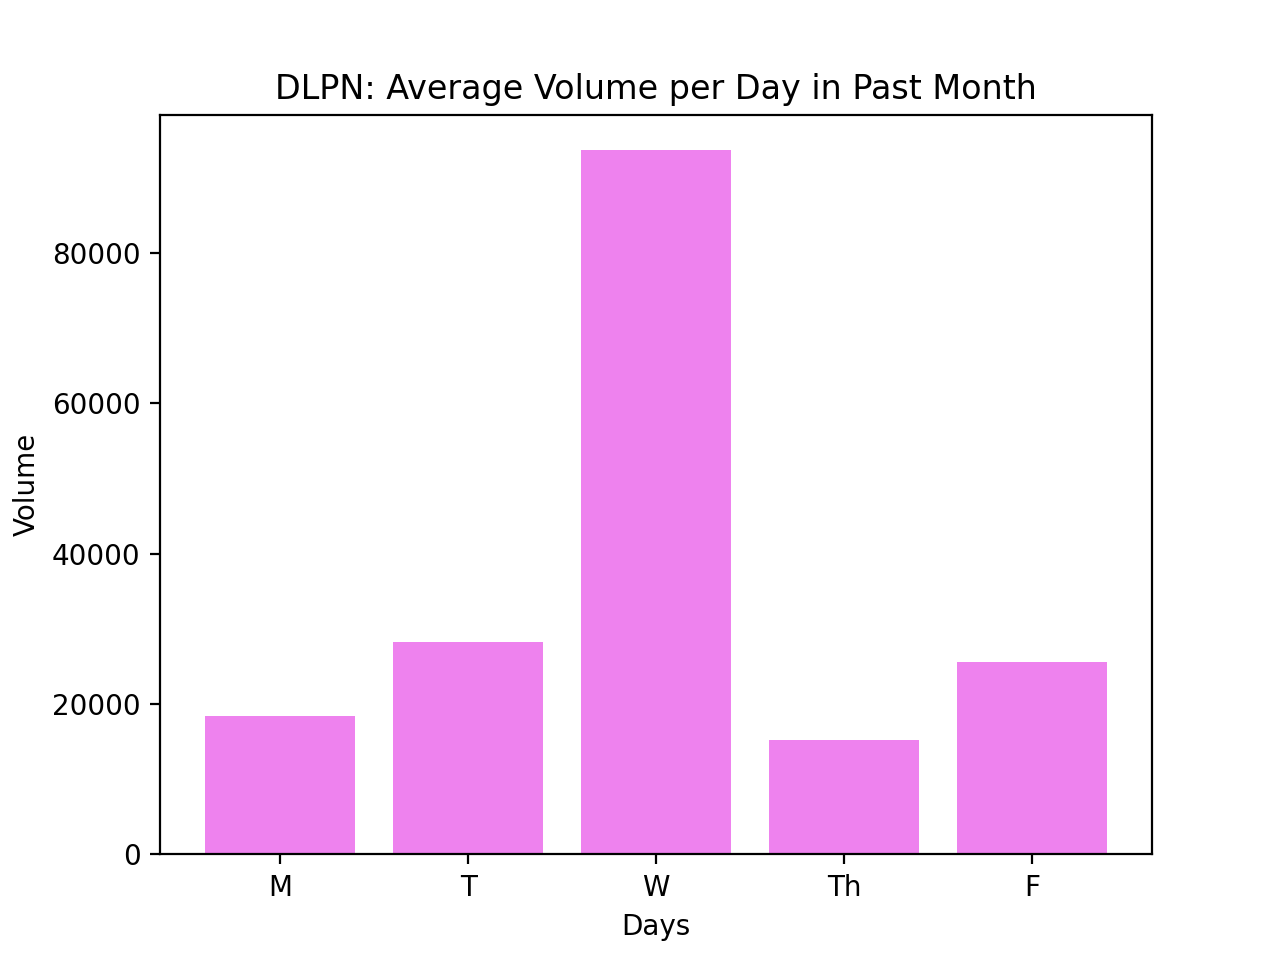 DLPN: Average Volume per Day in Past Month
Volume
80000
60000
40000
20000
0
M T W Th F
Days